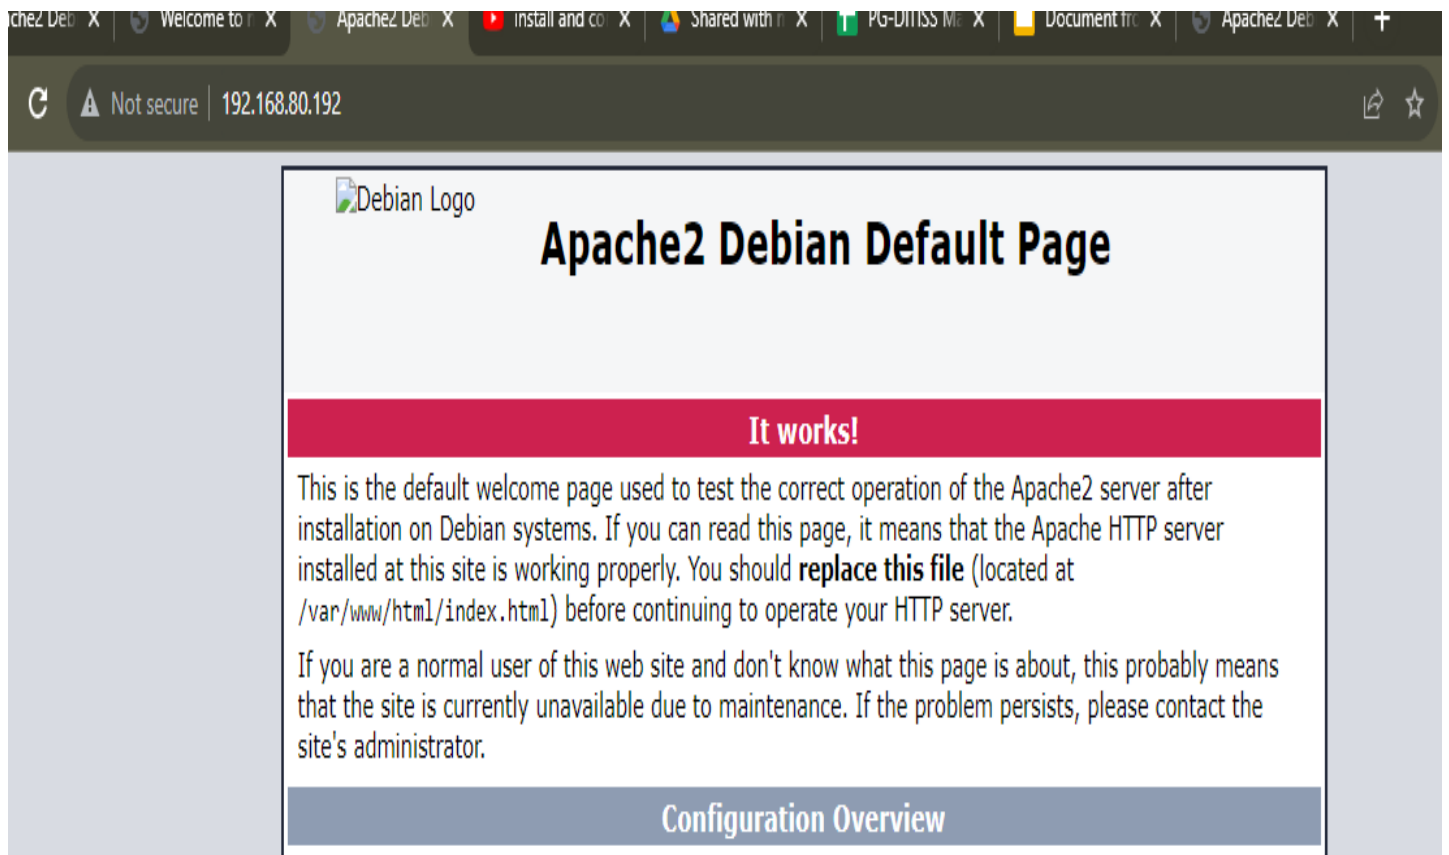 che2 Deb X Welcome to n X Apache2 Deb X install and co X Shared with n X PG-DITISS Ma X Document fro X Apache2 Deb X +
Not secure 192.168.80.192
Debian Logo
Apache2 Debian Default Page
It works!
This is the default welcome page used to test the correct operation of the Apache2 server after
installation on Debian systems. If you can read this page, it means that the Apache HTTP server
installed at this site is working properly. You should replace this file (located at
/var/www/html/index.html) before continuing to operate your HTTP server.
If you are a normal user of this web site and don't know what this page is about, this probably means
that the site is currently unavailable due to maintenance. If the problem persists, please contact the
site's administrator.
Configuration Overview